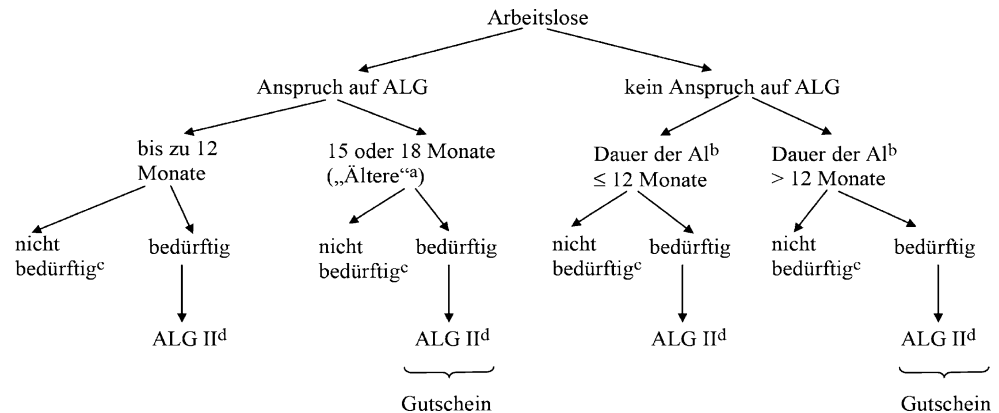 Arbeitslose
Anspruch auf ALG
kein Anspruch auf ALG
bis zu 12
Monate
15 oder 18 Monate
(„Ältere“ᵃ)
Dauer der Alᵇ
≤ 12 Monate
Dauer der Alᵇ
> 12 Monate
nicht
bedürftigᶜ
bedürftig
nicht
bedürftigᶜ
bedürftig
nicht
bedürftigᶜ
bedürftig
nicht
bedürftigᶜ
bedürftig
ALG IIᵈ
ALG IIᵈ
ALG IIᵈ
ALG IIᵈ
Gutschein
Gutschein